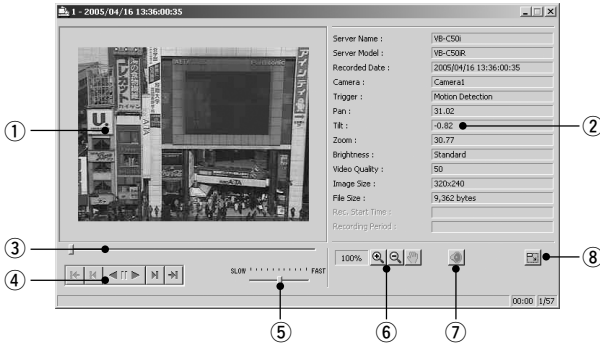 1 - 2005/04/16 13:36:00:35
Server Name : VB-C50i
Server Model : VB-C50iR
Recorded Date : 2005/04/16 13:36:00:35
Camera : Camera1
Trigger : Motion Detection
Pan : 31.02
Tilt : -0.82
Zoom : 30.77
Brightness : Standard
Video Quality : 50
Image Size : 320x240
File Size : 9,362 bytes
Rec. Start Time :
Recording Period :
U.
ALTA
Panasonic
①
②
③
④
SLOW
FAST
100%
⑤
⑥
⑦
⑧
00:00
1/57